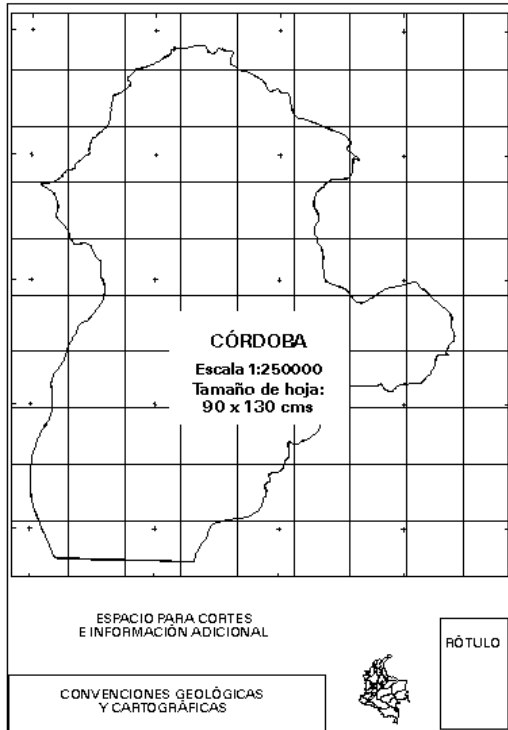 CÓRDOBA
Escala 1:250000
Tamaño de hoja:
90 x 130 cms
ESPACIO PARA CORTES
E INFORMACIÓN ADICIONAL
RÓTULO
CONVENCIONES GEOLÓGICAS
Y CARTOGRÁFICAS